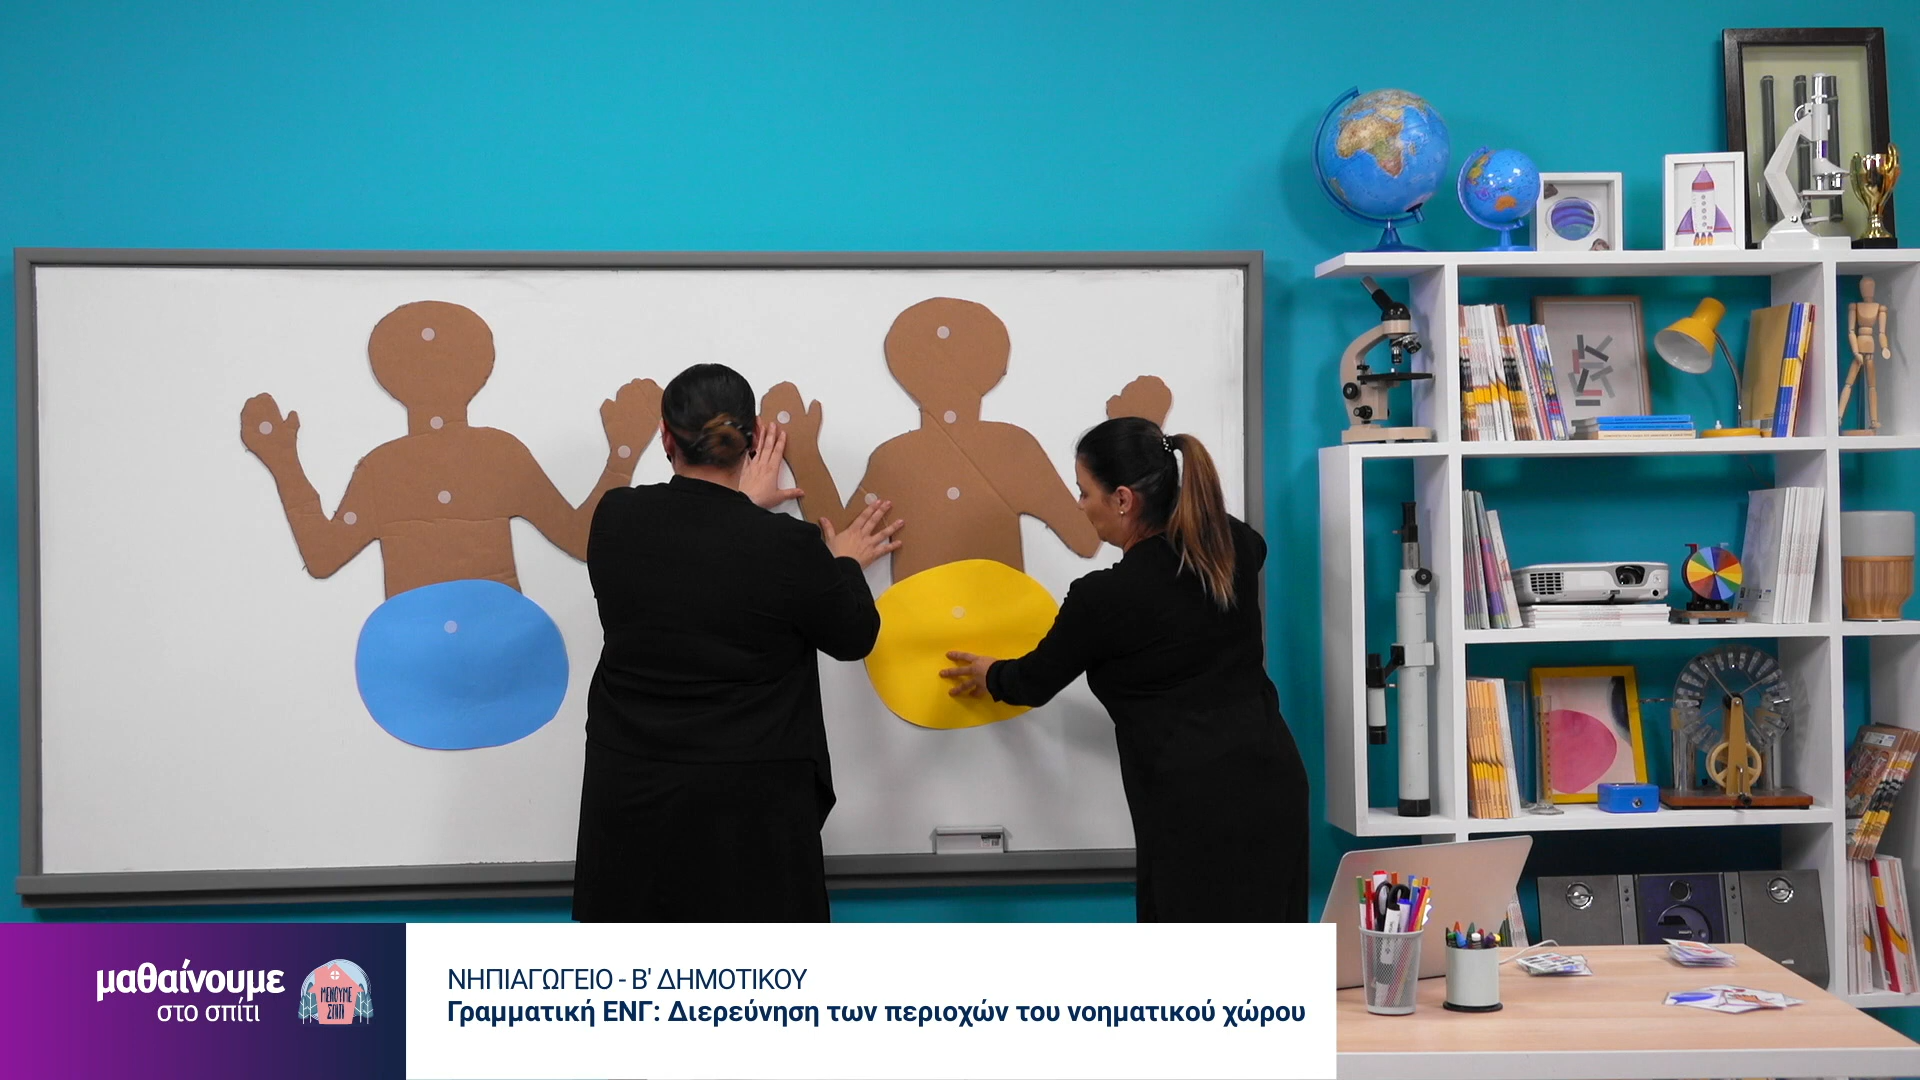 μαθαίνουμε
στο σπίτι
ΜΕΝΟΥΜΕ
ΣΠΙΤΙ
ΝΗΠΙΑΓΩΓΕΙΟ - Β' ΔΗΜΟΤΙΚΟΥ
Γραμματική ΕΝΓ: Διερεύνηση των περιοχών του νοηματικού χώρου